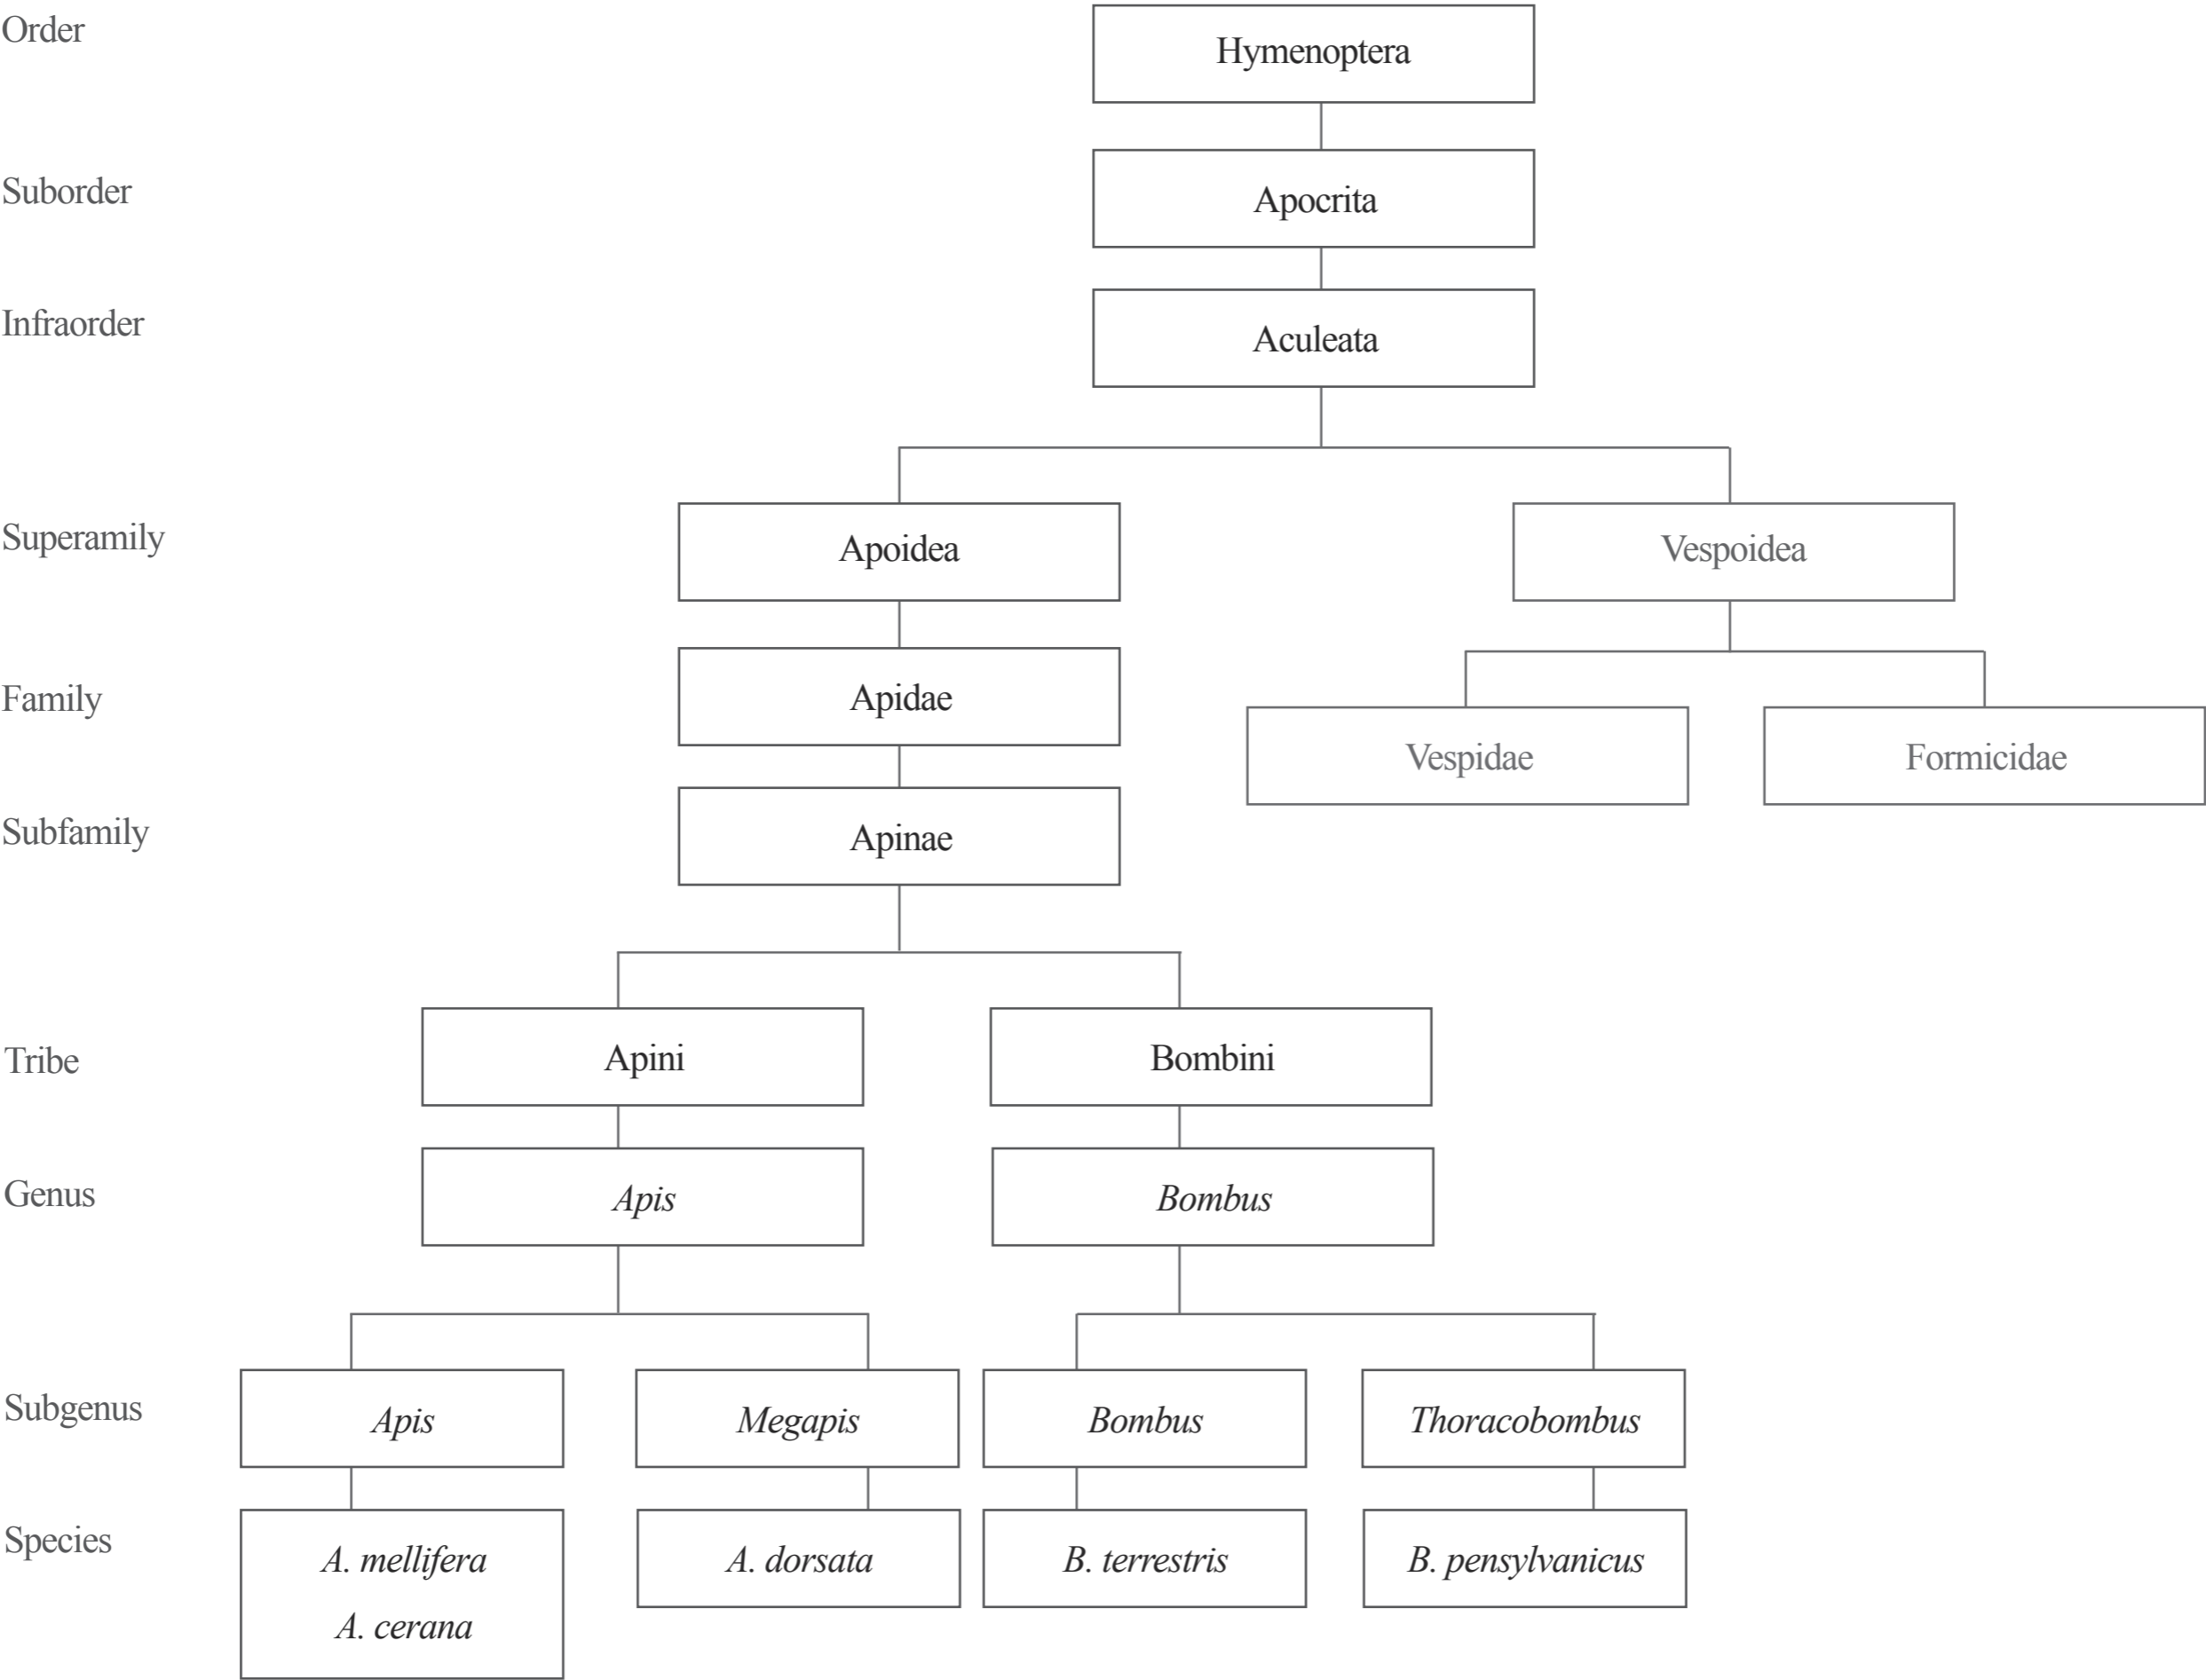 Order
Hymenoptera
Suborder
Apocrita
Infraorder
Aculeata
Superamily
Apoidea
Vespoidea
Family
Apidae
Vespidae
Formicidae
Subfamily
Apinae
Tribe
Apini
Bombini
Genus
Apis
Bombus
Subgenus
Apis
Megapis
Bombus
Thoracobombus
Species
A. mellifera
A. cerana
A. dorsata
B. terrestris
B. pensylvanicus